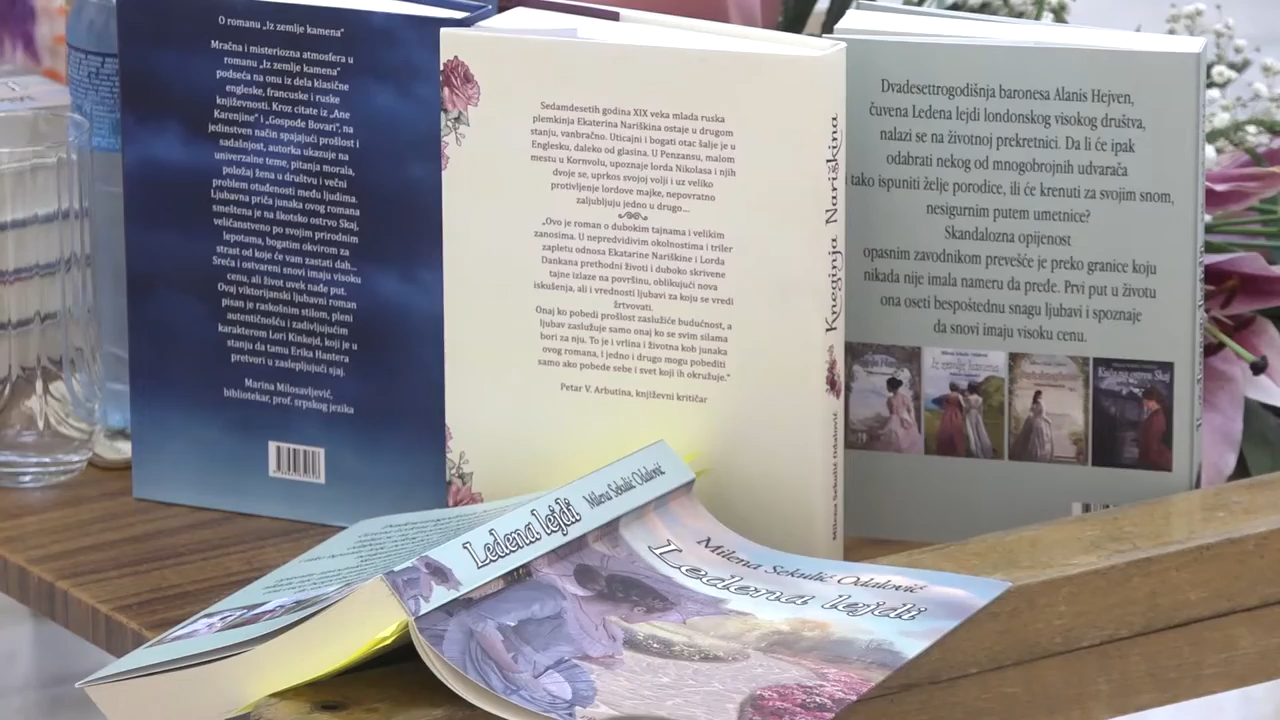 O romanu „Iz zemlje kamena“
Mračna i misteriozna atmosfera u
romanu „Iz zemlje kamena“
podseća na onu iz dela klasične
engleske, francuske i ruske
književnosti. Kroz citate iz „Ane
Karenjine“ i „Gospođe Bovari“, na
jedinstven način spajajući prošlost i
sadašnjost, autorka ukazuje na
univerzalne teme, pitanja morala,
položaj žena u društvu i večni
problem otuđenosti među ljudima.
Ljubavna priča junaka ovog romana
smeštena je na škotsko ostrvo Skaj,
veličanstveno po svojim prirodnim
lepotama, bogatim okvirom za
strast od koje će vam zastati dah...
Sreća i ostvareni snovi imaju visoku
cenu, ali život uvek nađe put.
Ovaj viktorijanski ljubavni roman
pisan je raskošnim stilom, pleni
autentičnošću i zadivljujućim
karakterom Lori Kinkejd, koji je u
stanju da tamu Erika Hantera
pretvori u zaslepljujući sjaj.
Marina Milosavljević,
bibliotekar, prof. srpskog jezika
Sedamdesetih godina XIX veka mlada ruska
plemkinja Ekaterina Nariškina ostaje u drugom
stanju, vanbračno. Uticajni i bogati otac šalje je u
Englesku, daleko od glasina. U Penzansu, malom
mestu u Kornvolu, upoznaje lorda Nikolasa i njih
dvoje se, uprkos svojoj volji i uz veliko
protivljenje lordove majke, nepovratno
zaljubljuju jedno u drugo...
„Ovo je roman o dubokim tajnama i velikim
zanosima. U nepredvidivim okolnostima i triler
zapletu odnosa Ekatarine Nariškine i Lorda
Dankana prethodni životi i duboko skrivene
tajne izlaze na površinu, oblikujući nova
iskušenja, ali i vrednosti ljubavi za koju se vredi
žrtvovati.
Onaj ko pobedi prošlost zaslužiće budućnost, a
ljubav zaslužuje samo onaj ko se svim silama
bori za nju. To je i vrlina i životna kob junaka
ovog romana, i jedno i drugo mogu pobediti
samo ako pobede sebe i svet koji ih okružuje.“
Petar V. Arbutina, književni kritičar
Kneginja Nariškina
Milena Sekulić Odalović
Dvadesettrogodišnja baronesa Alanis Hejven,
čuvena Ledena lejdi londonskog visokog društva,
nalazi se na životnoj prekretnici. Da li će ipak
odabrati nekog od mnogobrojnih udvarača
i tako ispuniti želje porodice, ili će krenuti za svojim snom,
nesigurnim putem umetnice?
Skandalozna opijenost
opasnim zavodnikom prevešće je preko granice koju
nikada nije imala nameru da pređe. Prvi put u životu
ona oseti bespoštednu snagu ljubavi i spoznaje
da snovi imaju visoku cenu.
Iz zemlje kamena
Ledena lejdi Milena Sekulić Odalović
Milena Sekulić Odalović
Ledena lejdi